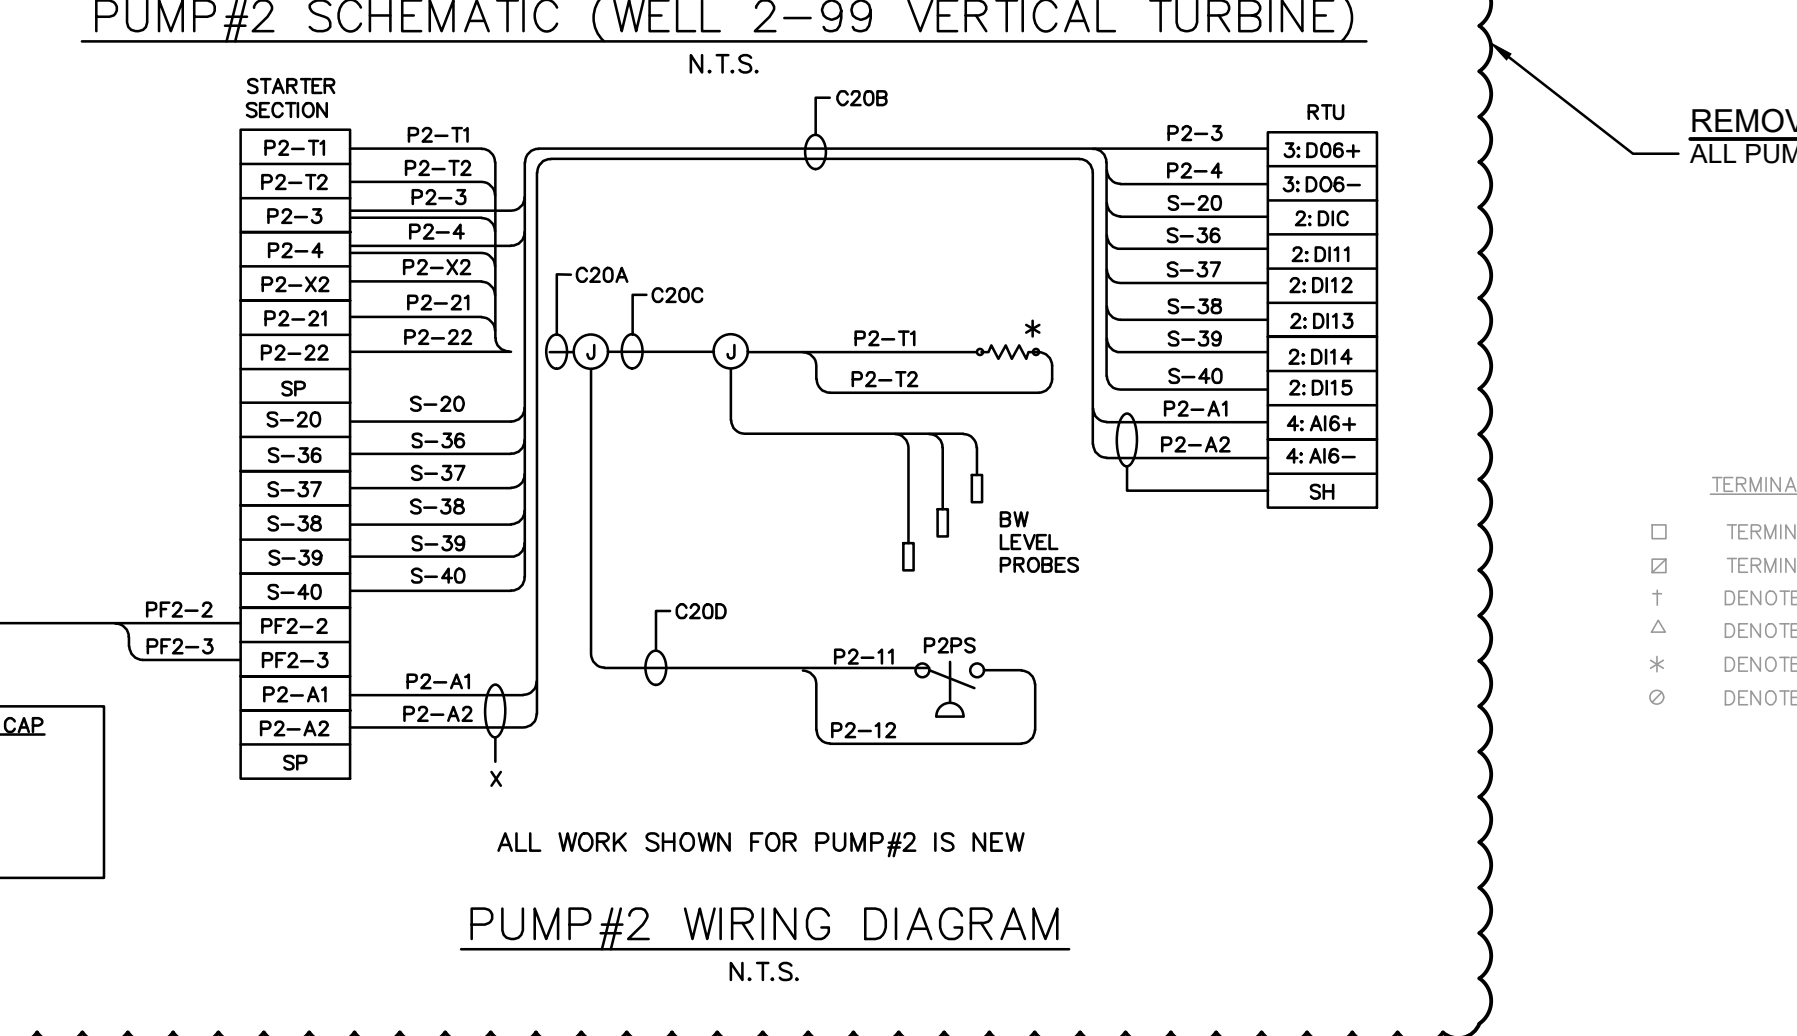 PUMP#2 SCHEMATIC (WELL 2-99 VERTICAL TURBINE)
N.T.S.
STARTER
SECTION
P2-T1
P2-T2
P2-3
P2-4
P2-X2
P2-21
P2-22
SP
S-20
S-36
S-37
S-38
S-39
S-40
PF2-2
PF2-3
P2-A1
P2-A2
SP
P2-T1
P2-T2
P2-3
P2-4
P2-X2
P2-21
P2-22
S-20
S-36
S-37
S-38
S-39
S-40
PF2-2
PF2-3
P2-A1
P2-A2
X
CAP
C20B
C20A
C20C
J
J
P2-T1
*
P2-T2
BW
LEVEL
PROBES
C20D
P2-11
P2PS
P2-12
RTU
P2-3
P2-4
S-20
S-36
S-37
S-38
S-39
S-40
P2-A1
P2-A2
3:DO6+
3:DO6-
2:DIC
2:DI11
2:DI12
2:DI13
2:DI14
2:DI15
4:AI6+
4:AI6-
SH
ALL WORK SHOWN FOR PUMP#2 IS NEW
PUMP#2 WIRING DIAGRAM
N.T.S.
REMOV
ALL PUM
TERMINA
TERMIN
TERMIN
† DENOTE
DENOTE
* DENOTE
DENOTE